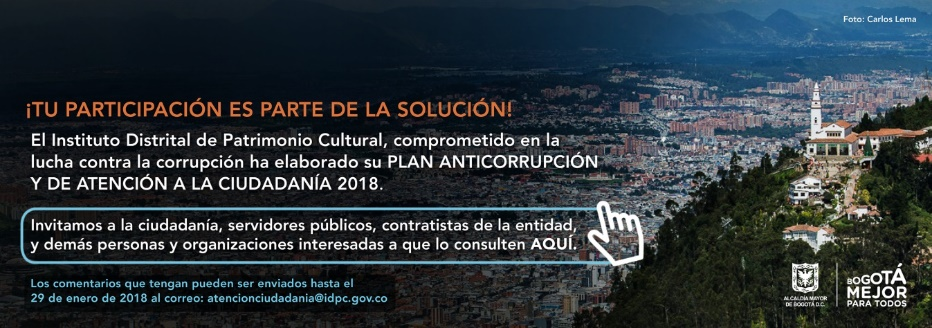 Foto: Carlos Lema
¡TU PARTICIPACIÓN ES PARTE DE LA SOLUCIÓN!
El Instituto Distrital de Patrimonio Cultural, comprometido en la
lucha contra la corrupción ha elaborado su PLAN ANTICORRUPCIÓN
Y DE ATENCIÓN A LA CIUDADANÍA 2018.
Invitamos a la ciudadanía, servidores públicos, contratistas de la entidad,
y demás personas y organizaciones interesadas a que lo consulten AQUÍ.
Los comentarios que tengan pueden ser enviados hasta el
29 de enero de 2018 al correo: atencionciudadania@idpc.gov.co
ALCALDÍA MAYOR
DE BOGOTÁ D.C.
BOGOTÁ
MEJOR
PARA TODOS